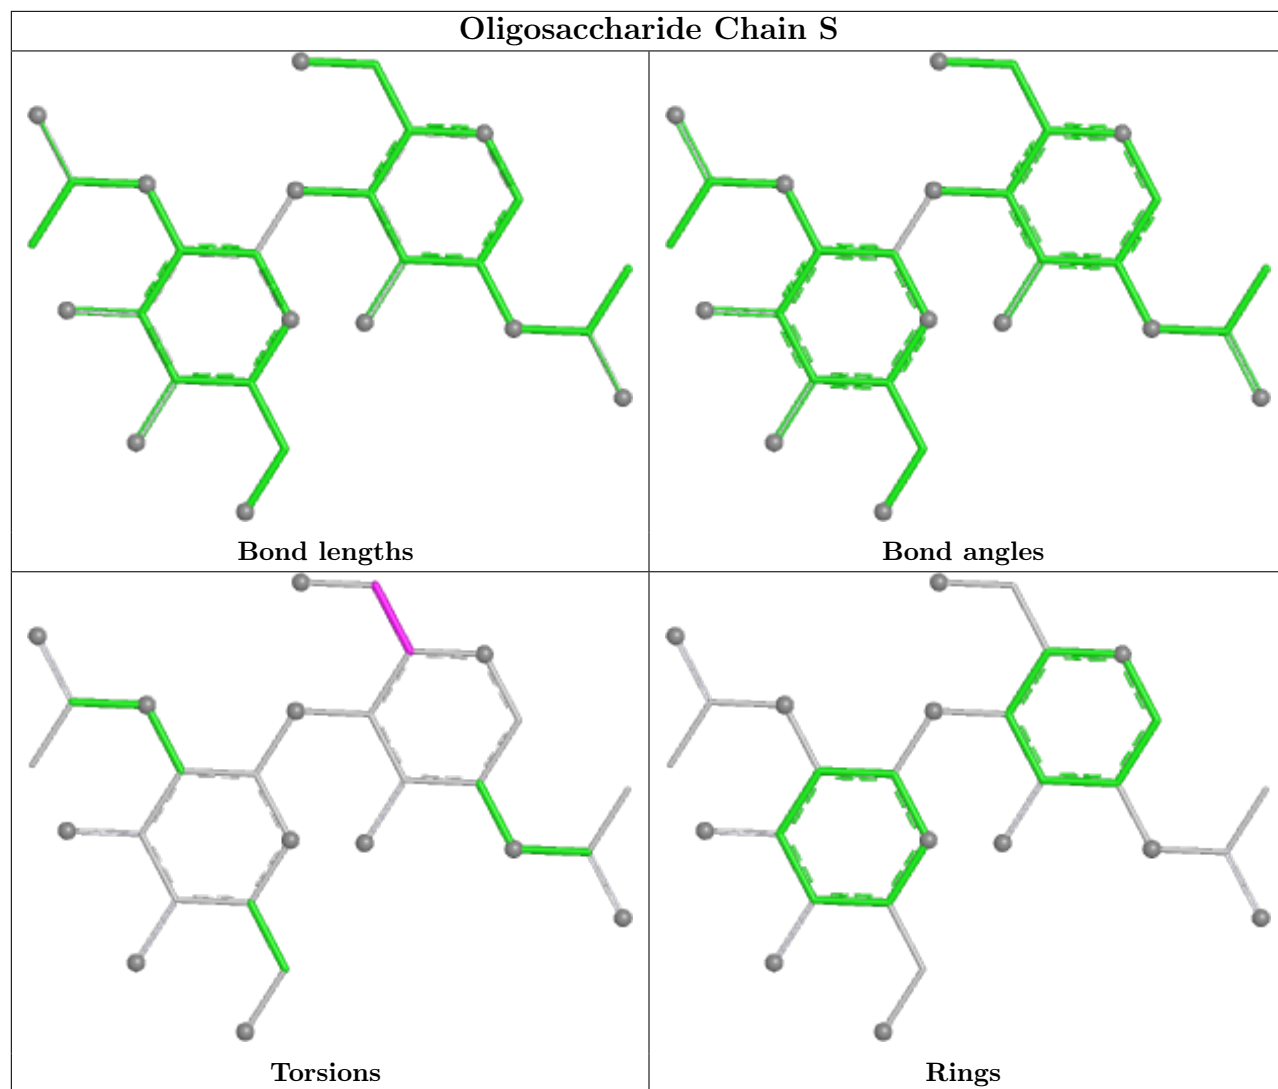 Oligosaccharide Chain S
Bond lengths
Bond angles
Torsions
Rings